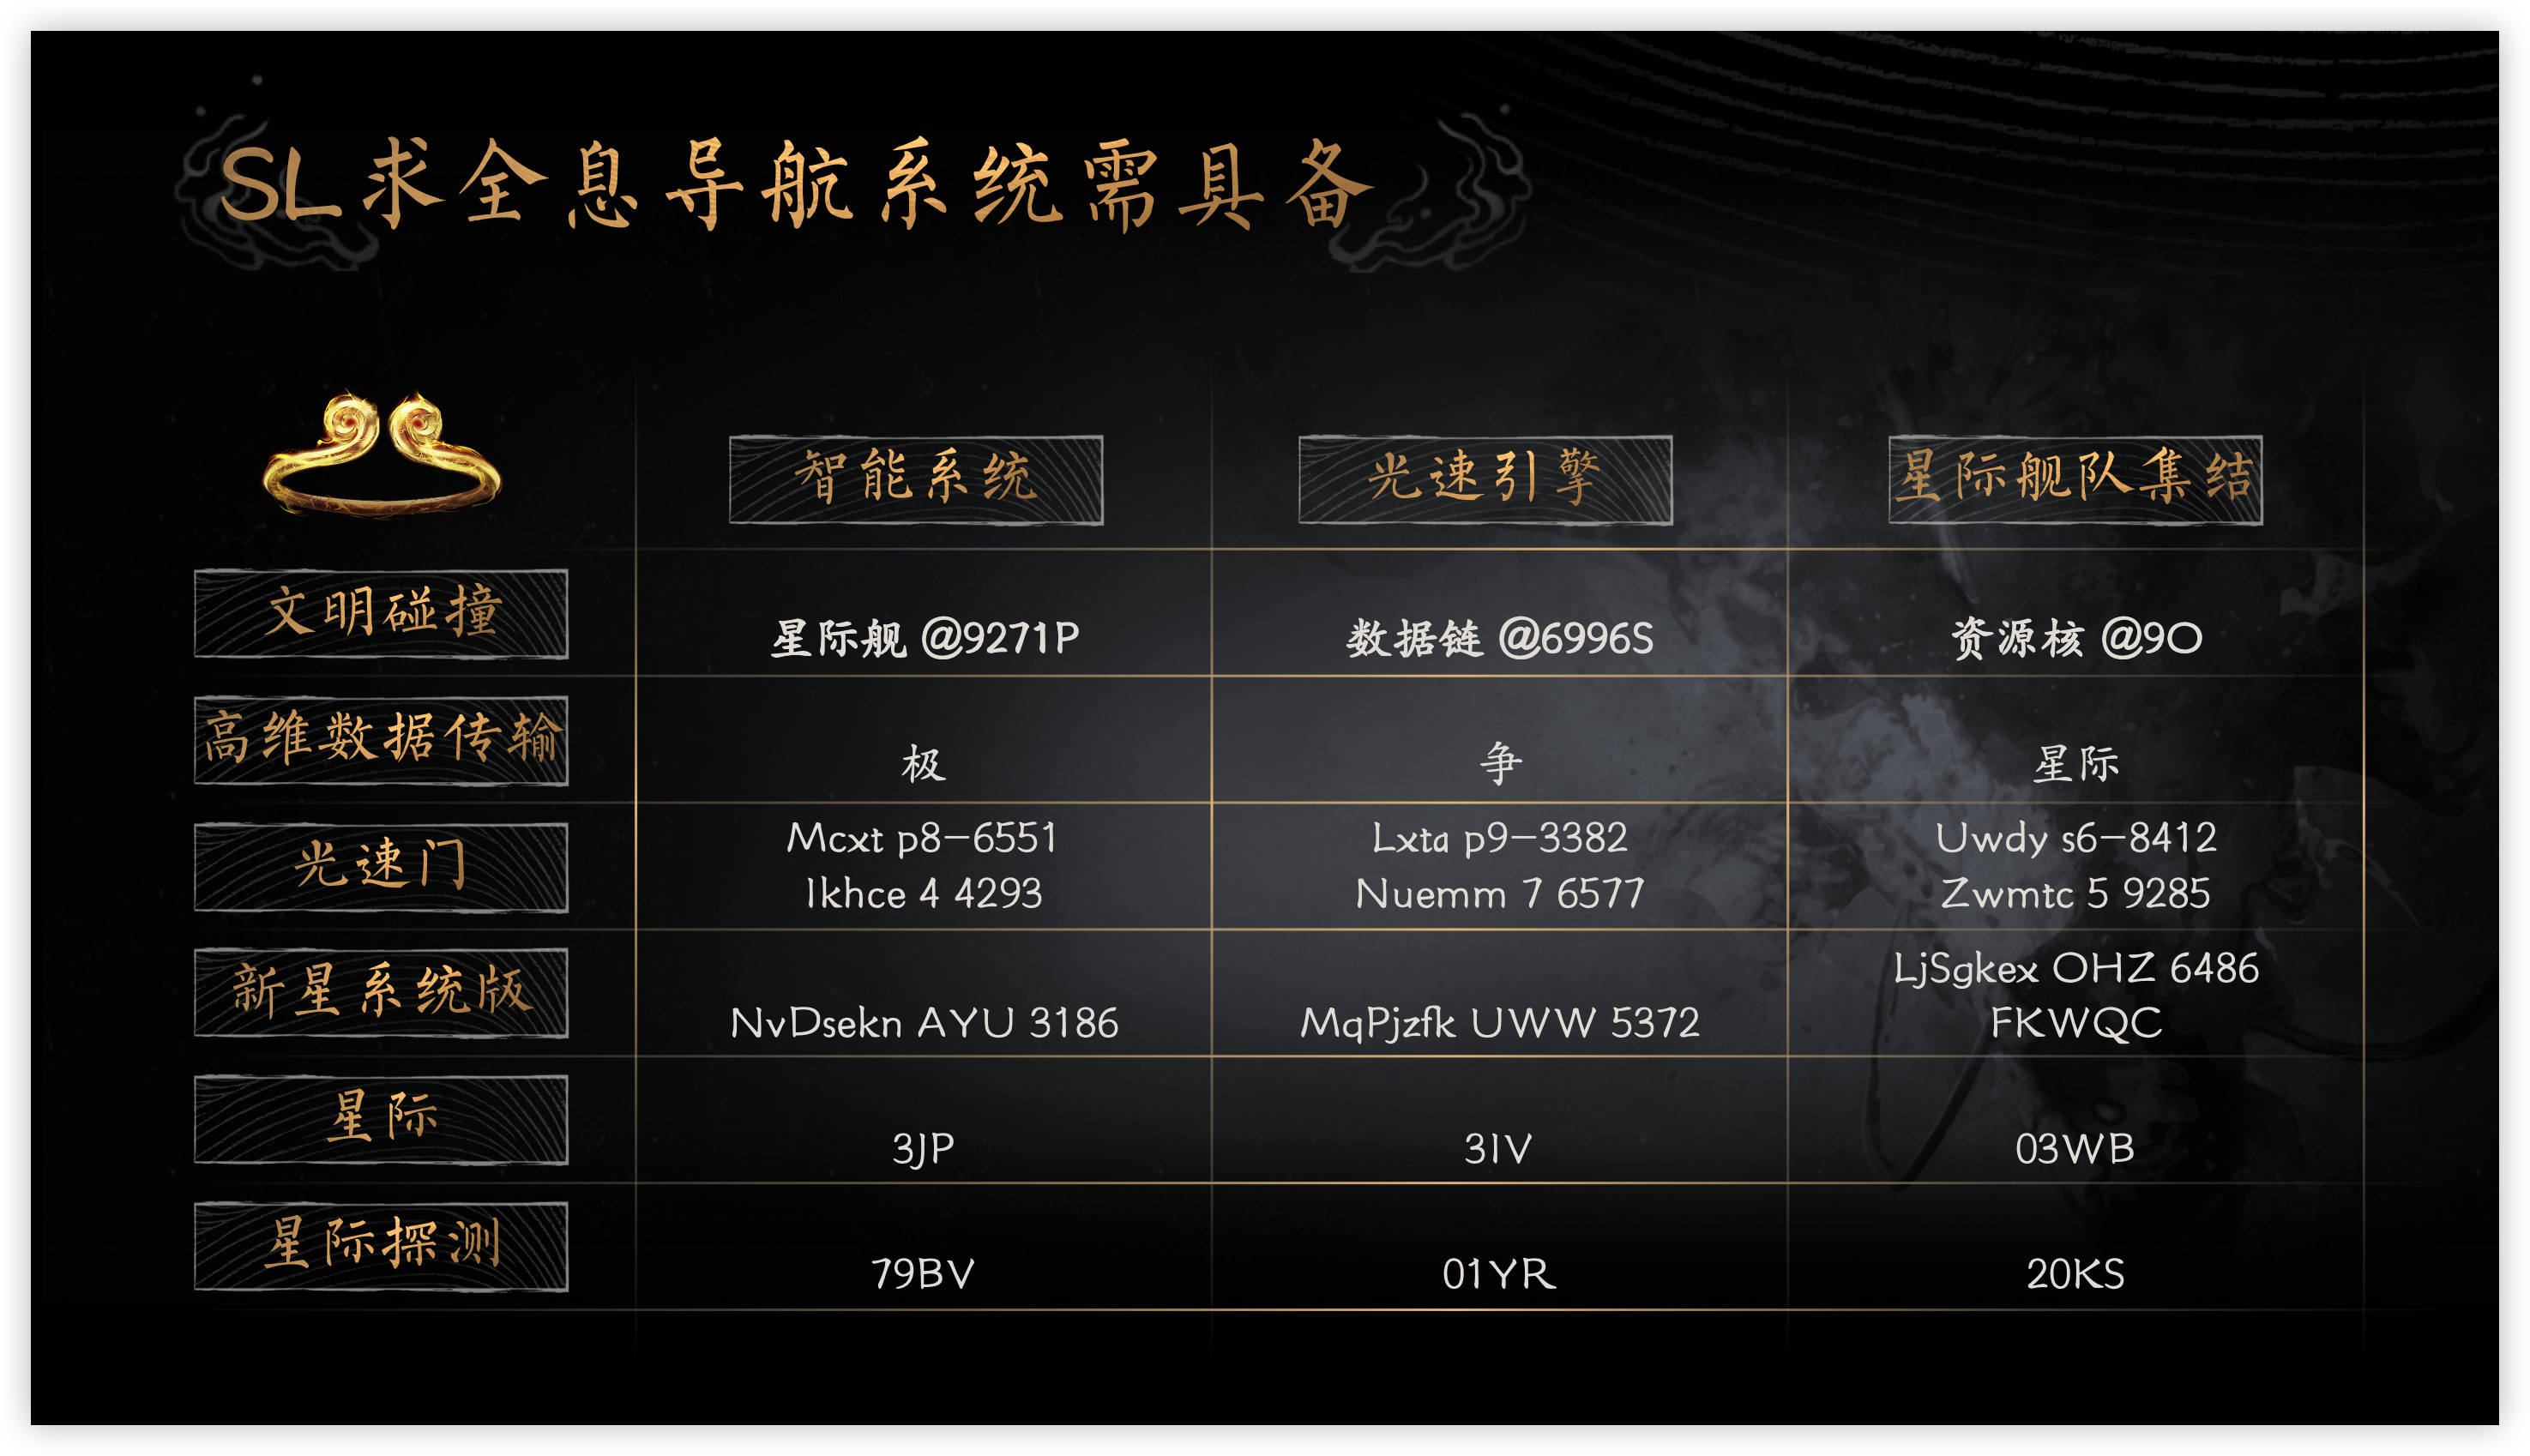 SL求全息导航系统需具备
智能系统
光速引擎
星际舰队集结
文明碰撞
星际舰 @9271P
数据链 @6996S
资源核 @9O
高维数据传输
极
争
星际
光速门
Mcxt p8-6551
Ikhce 4 4293
Lxta p9-3382
Nuemm 7 6577
Uwdy s6-8412
Zwmtc 5 9285
新星系统版
NvDsekn AYU 3186
MqPjzfk UWW 5372
LjSgkex OHZ 6486
FKWQC
星际
3JP
3IV
03WB
星际探测
79BV
01YR
20KS